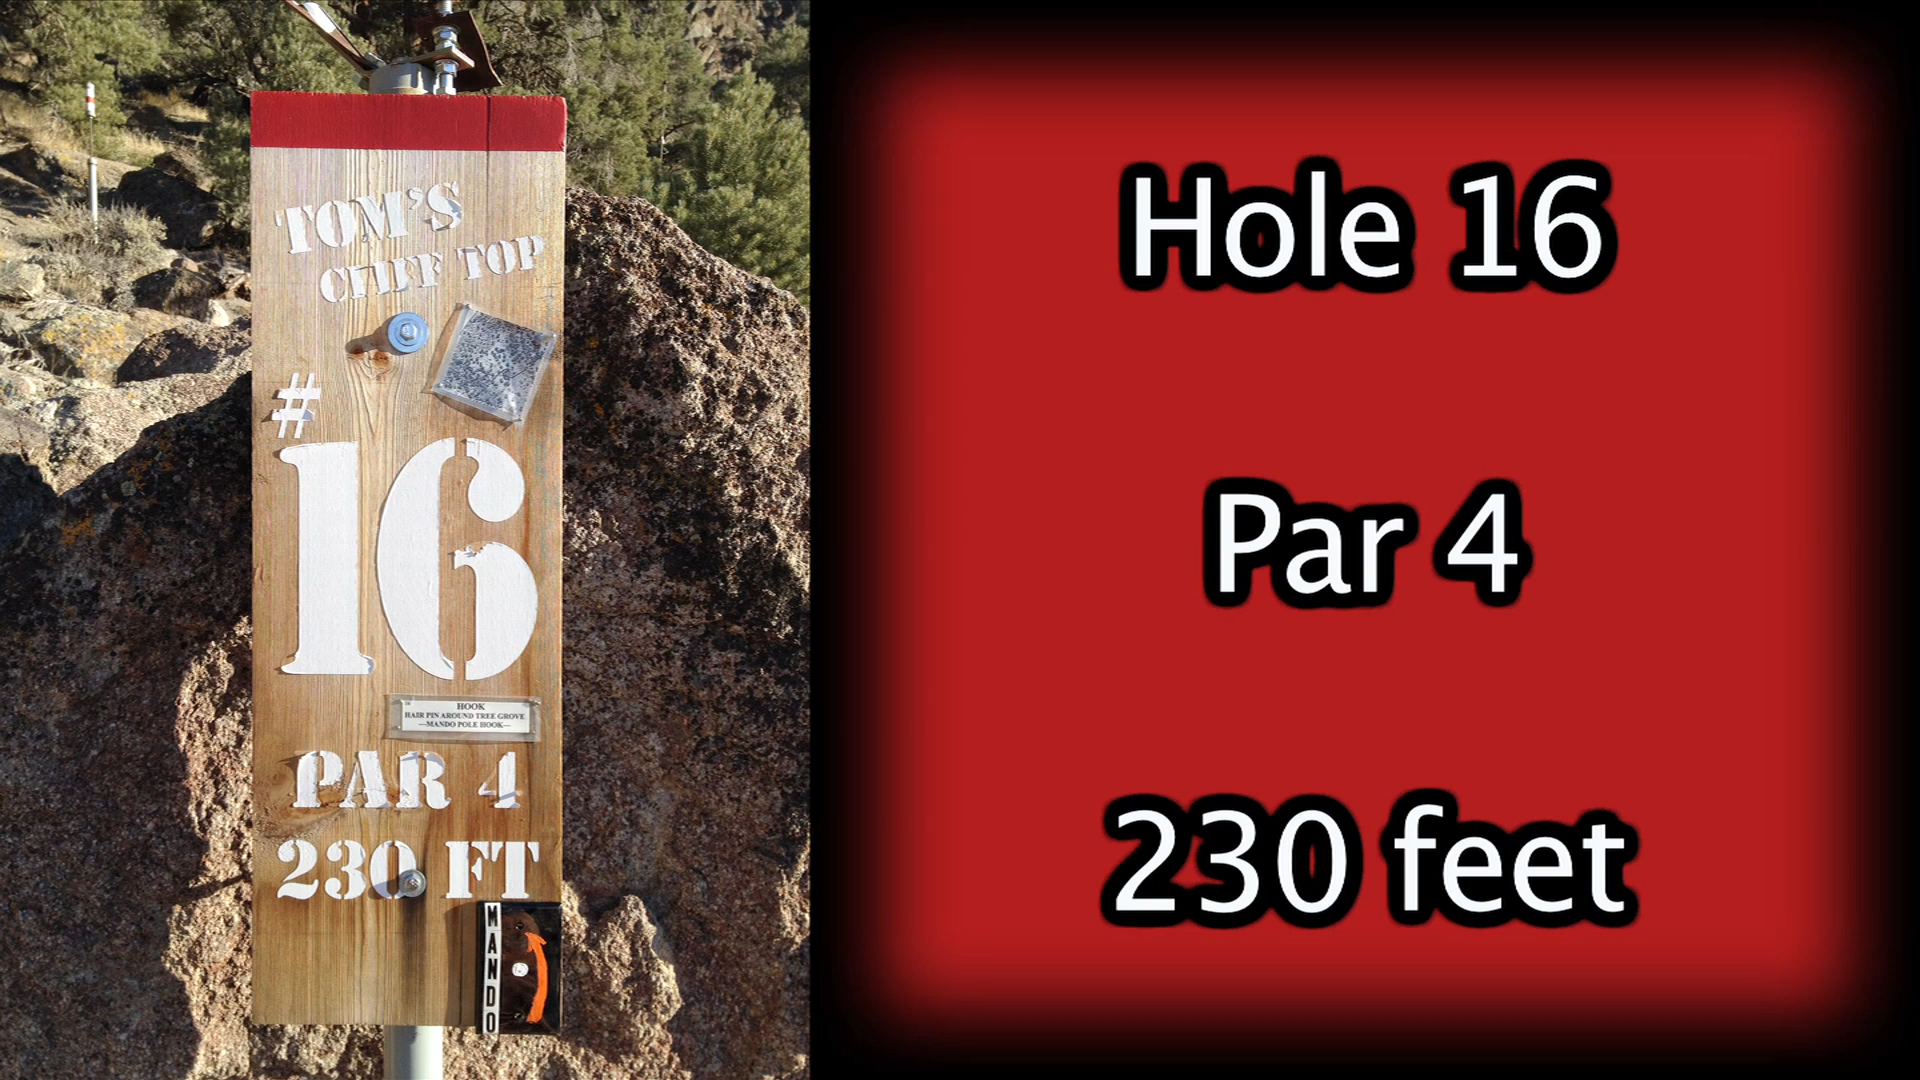 TOM'S
CLIFF TOP
#
16
HOOK
HAIR PIN AROUND TREE GROVE
—MANDO POLE HOOK—
PAR 4
230 FT
MANDO
Hole 16
Par 4
230 feet